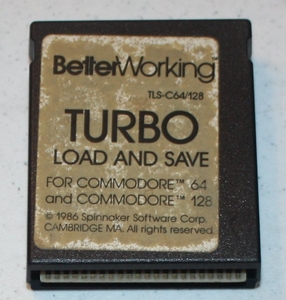 BetterWorking™
TLS-C64/128
TURBO
LOAD AND SAVE
FOR COMMODORE™ 64
and COMMODORE™ 128
© 1986 Spinnaker Software Corp.
CAMBRIDGE MA. All rights reserved.